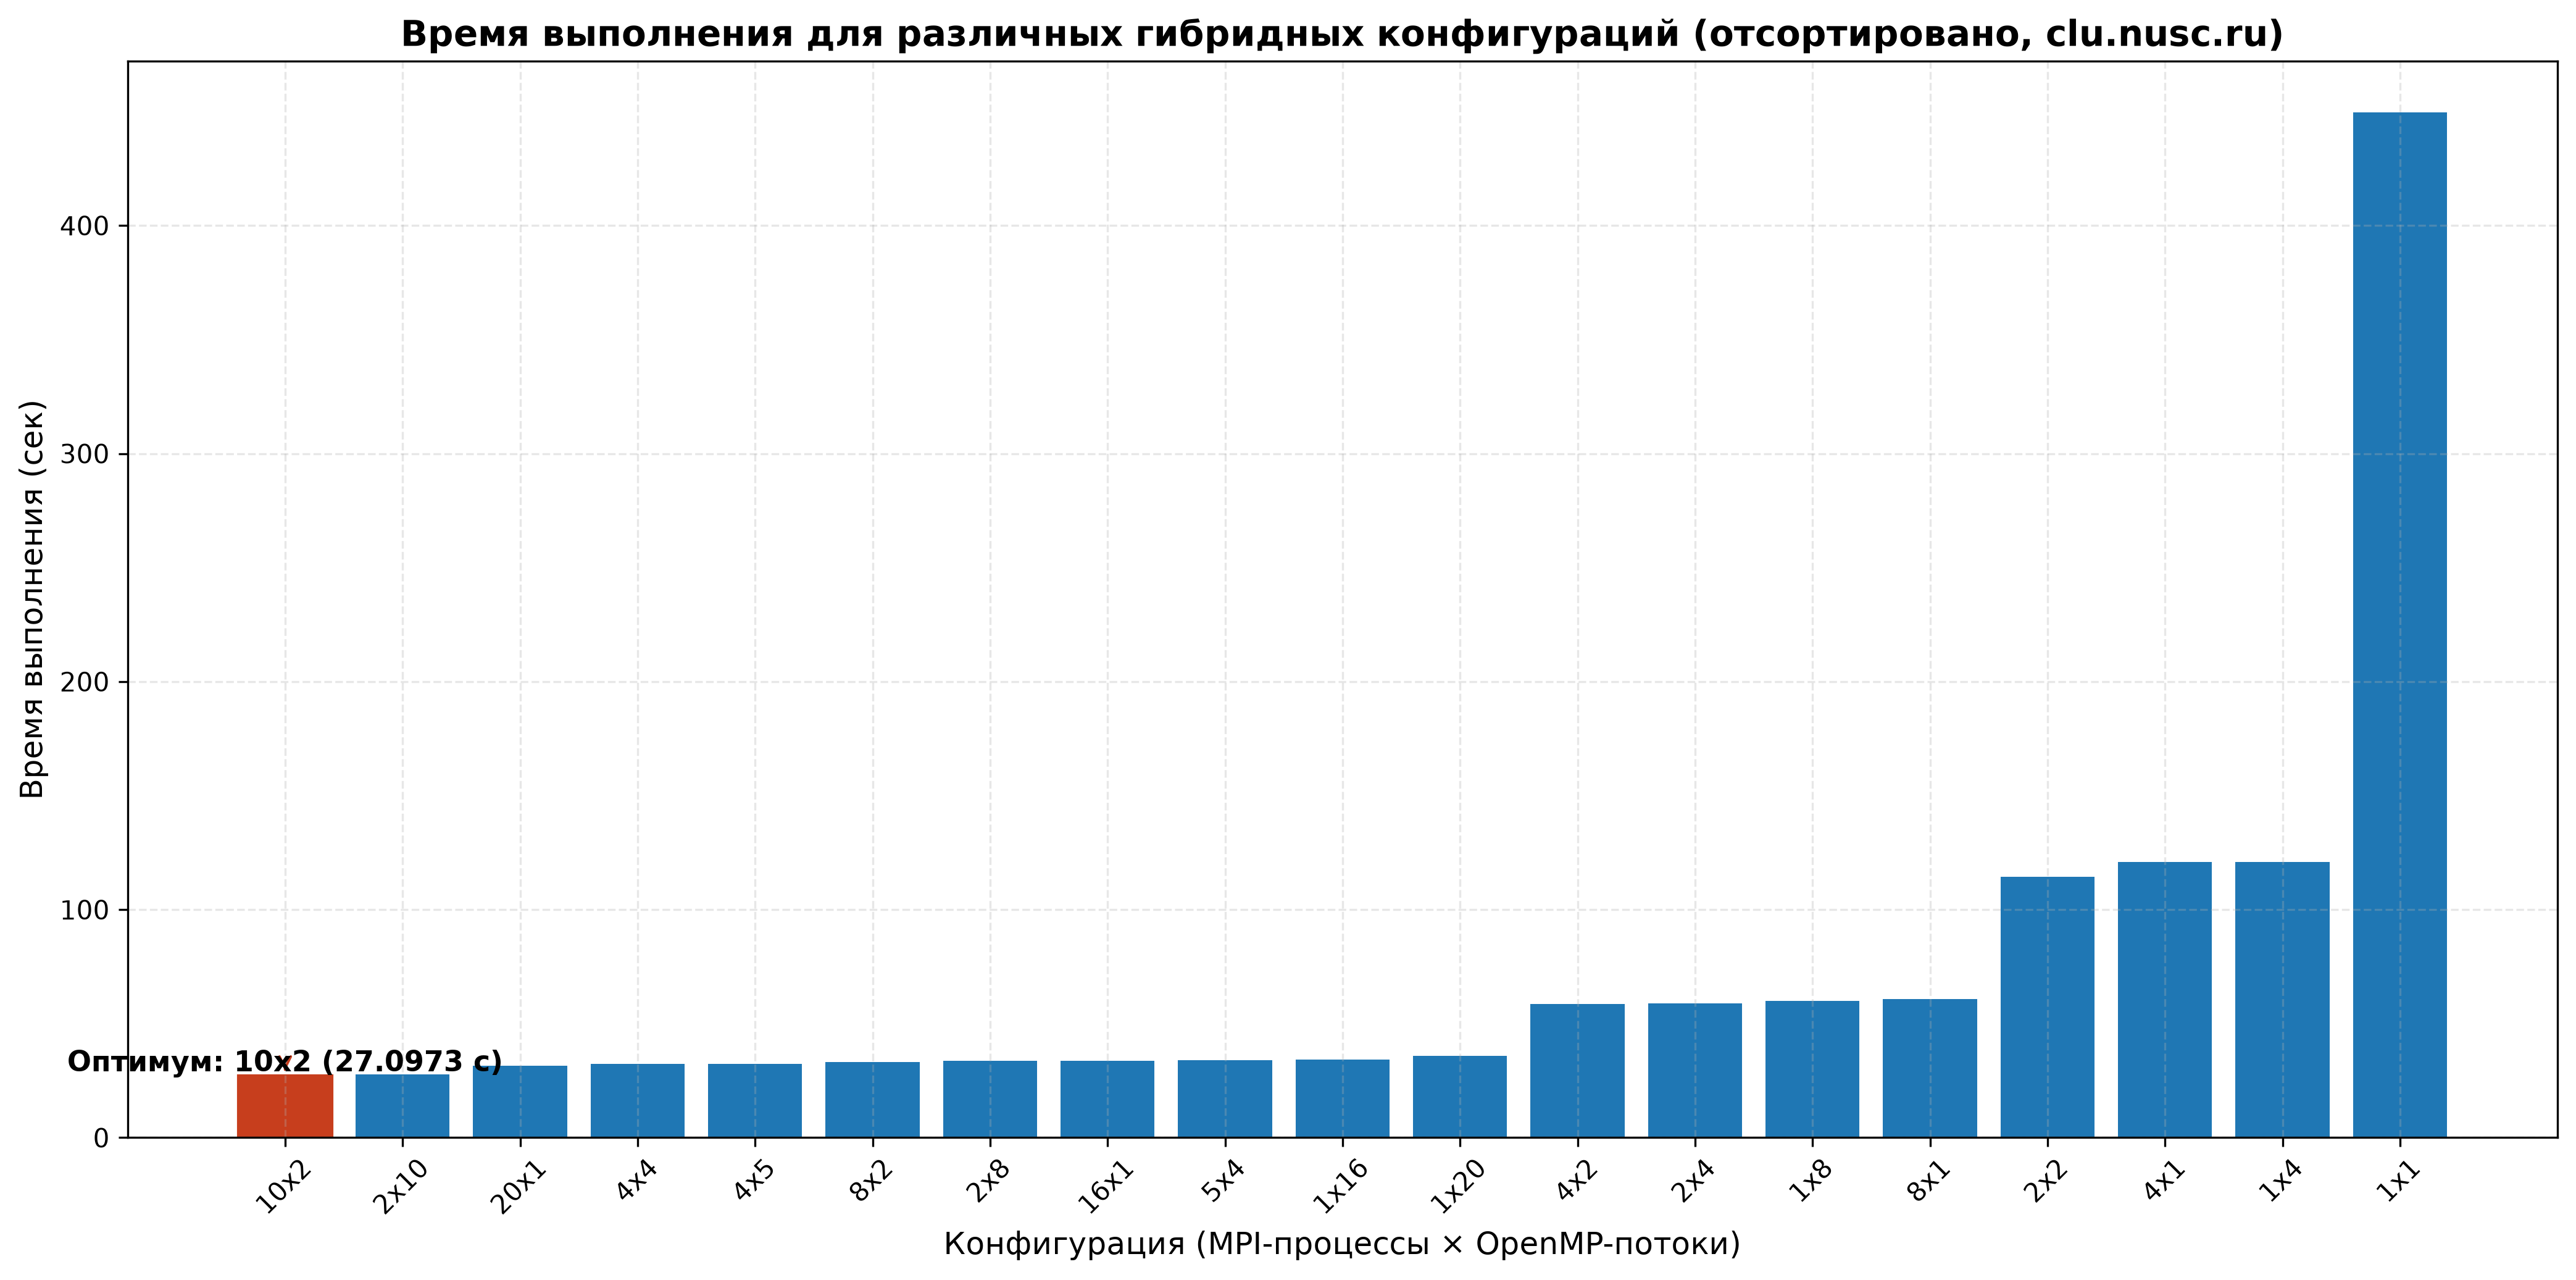 Время выполнения для различных гибридных конфигураций (отсортировано, clu.nusc.ru)
Время выполнения (сек)
400
300
200
100
0
Оптимум: 10x2 (27.0973 с)
10x2
2x10
20x1
4x4
4x5
8x2
2x8
16x1
5x4
1x16
1x20
4x2
2x4
1x8
8x1
2x2
4x1
1x4
1x1
Конфигурация (MPI-процессы × OpenMP-потоки)